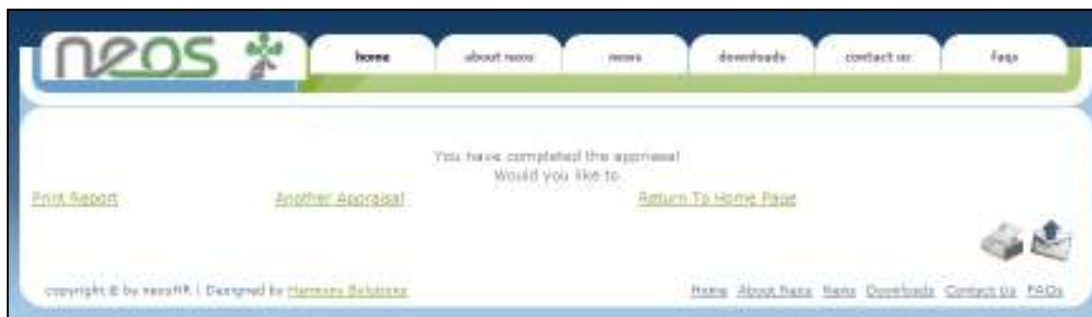 neos
home about neos news downloads contact us faqs
You have completed the appriasal
Would you like to
Print Report Another Appraisal Return To Home Page
copyright © by neosHR | Designed by Harmony Solutions
Home About Neos News Downloads Contact Us FAQs